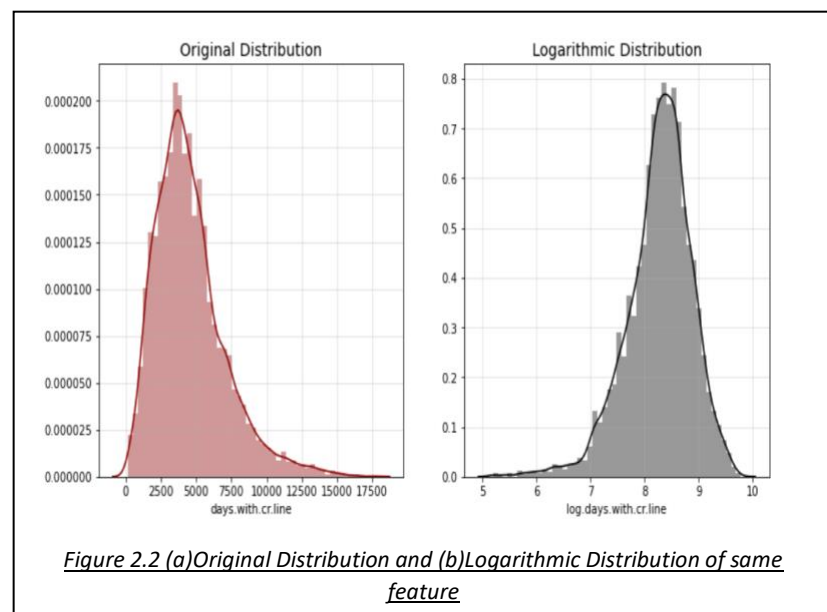 Original Distribution
0.000200
0.000175
0.000150
0.000125
0.000100
0.000075
0.000050
0.000025
0.000000
0 2500 5000 7500 10000 12500 15000 17500
days.with.cr.line
Logarithmic Distribution
0.8
0.7
0.6
0.5
0.4
0.3
0.2
0.1
0.0
5 6 7 8 9 10
log.days.with.cr.line
Figure 2.2 (a)Original Distribution and (b)Logarithmic Distribution of same
feature